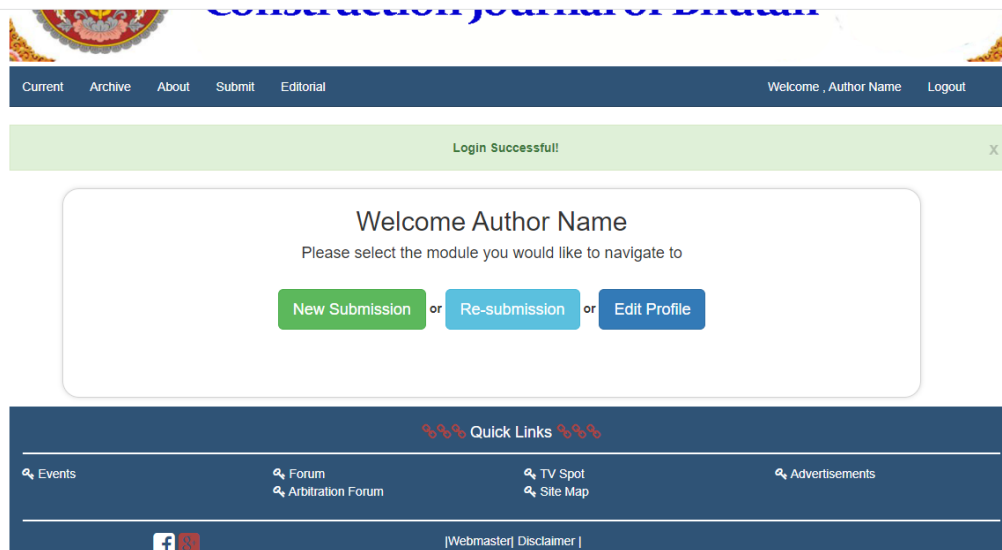 Construction Journal of Bhutan
Current Archive About Submit Editorial Welcome , Author Name Logout
Login Successful! x
Welcome Author Name
Please select the module you would like to navigate to
New Submission or Re-submission or Edit Profile
Quick Links
Events Forum TV Spot Advertisements
Arbitration Forum Site Map
|Webmaster| Disclaimer |